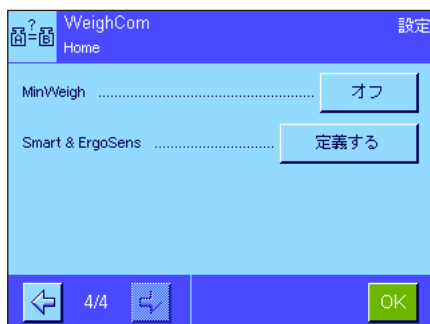 A?=B WeighCom 設定
Home
MinWeigh ........................................................ オフ
Smart & ErgoSens .............................. 定義する
4/4 OK